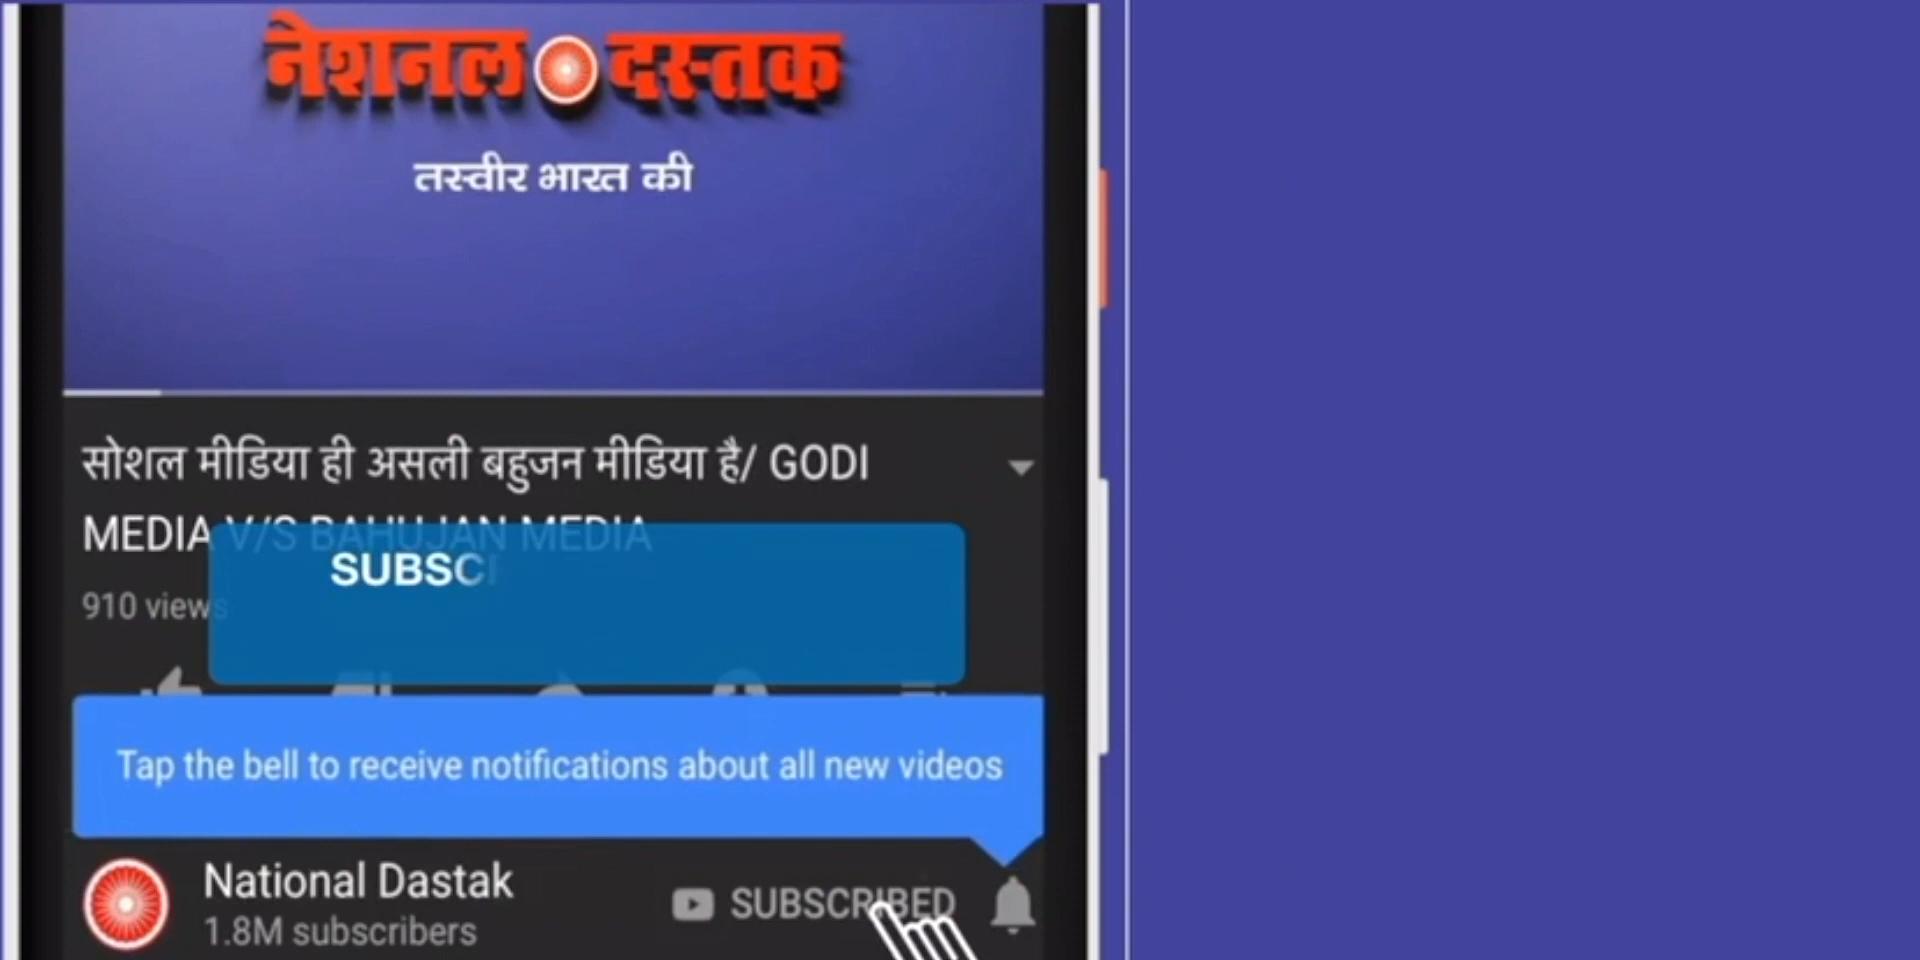 नेशनल दस्तक
तस्वीर भारत की
सोशल मीडिया ही असली बहुजन मीडिया है/ GODI
MEDIA V/S BAHUJAN MEDIA
SUBSC
910 views
Tap the bell to receive notifications about all new videos
National Dastak
SUBSCRIBED
1.8M subscribers